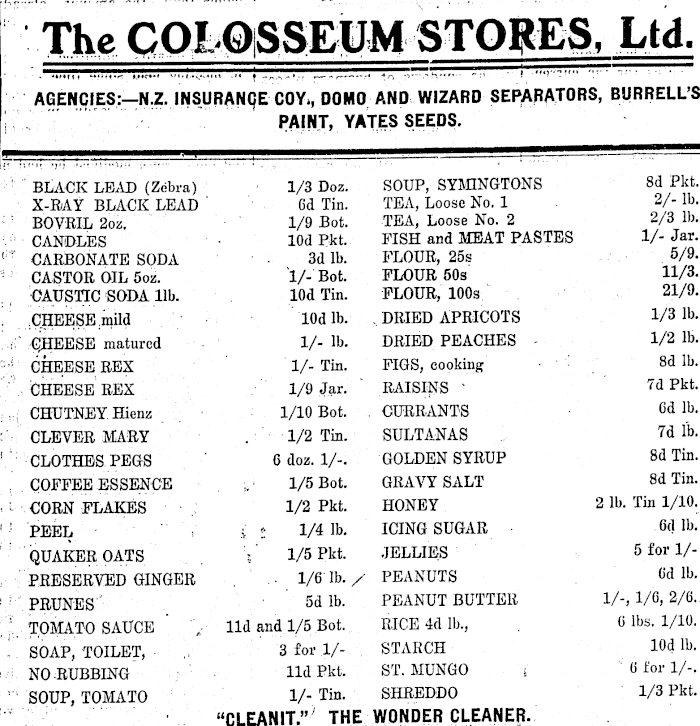 The COLOSSEUM STORES, Ltd.
AGENCIES:—N.Z. INSURANCE COY., DOMO AND WIZARD SEPARATORS, BURRELL'S
PAINT, YATES SEEDS.
BLACK LEAD (Zebra) 1/3 Doz.
X-RAY BLACK LEAD 6d Tin.
BOVRIL 2oz. 1/9 Bot.
CANDLES 10d Pkt.
CARBONATE SODA 3d lb.
CASTOR OIL 5oz. 1/- Bot.
CAUSTIC SODA 1lb. 10d Tin.
CHEESE mild 10d lb.
CHEESE matured 1/- lb.
CHEESE REX 1/- Tin.
CHEESE REX 1/9 Jar.
CHUTNEY Hienz 1/10 Bot.
CLEVER MARY 1/2 Tin.
CLOTHES PEGS 6 doz. 1/-.
COFFEE ESSENCE 1/5 Bot.
CORN FLAKES 1/2 Pkt.
PEEL 1/4 lb.
QUAKER OATS 1/5 Pkt.
PRESERVED GINGER 1/6 lb.
PRUNES 5d lb.
TOMATO SAUCE 11d and 1/5 Bot.
SOAP, TOILET, 3 for 1/-
NO RUBBING 11d Pkt.
SOUP, TOMATO 1/- Tin.
SOUP, SYMINGTONS 8d Pkt.
TEA, Loose No. 1 2/- lb.
TEA, Loose No. 2 2/3 lb.
FISH and MEAT PASTES 1/- Jar.
FLOUR, 25s 5/9.
FLOUR 50s 11/3.
FLOUR, 100s 21/9.
DRIED APRICOTS 1/3 lb.
DRIED PEACHES 1/2 lb.
FIGS, cooking 8d lb.
RAISINS 7d Pkt.
CURRANTS 6d lb.
SULTANAS 7d lb.
GOLDEN SYRUP 8d Tin.
GRAVY SALT 8d Tin.
HONEY 2 lb. Tin 1/10.
ICING SUGAR 6d lb.
JELLIES 5 for 1/-
PEANUTS 6d lb.
PEANUT BUTTER 1/-, 1/6, 2/6.
RICE 4d lb., 6 lbs. 1/10.
STARCH 10d lb.
ST. MUNGO 6 for 1/-.
SHREDDO 1/3 Pkt.
"CLEANIT." THE WONDER CLEANER.